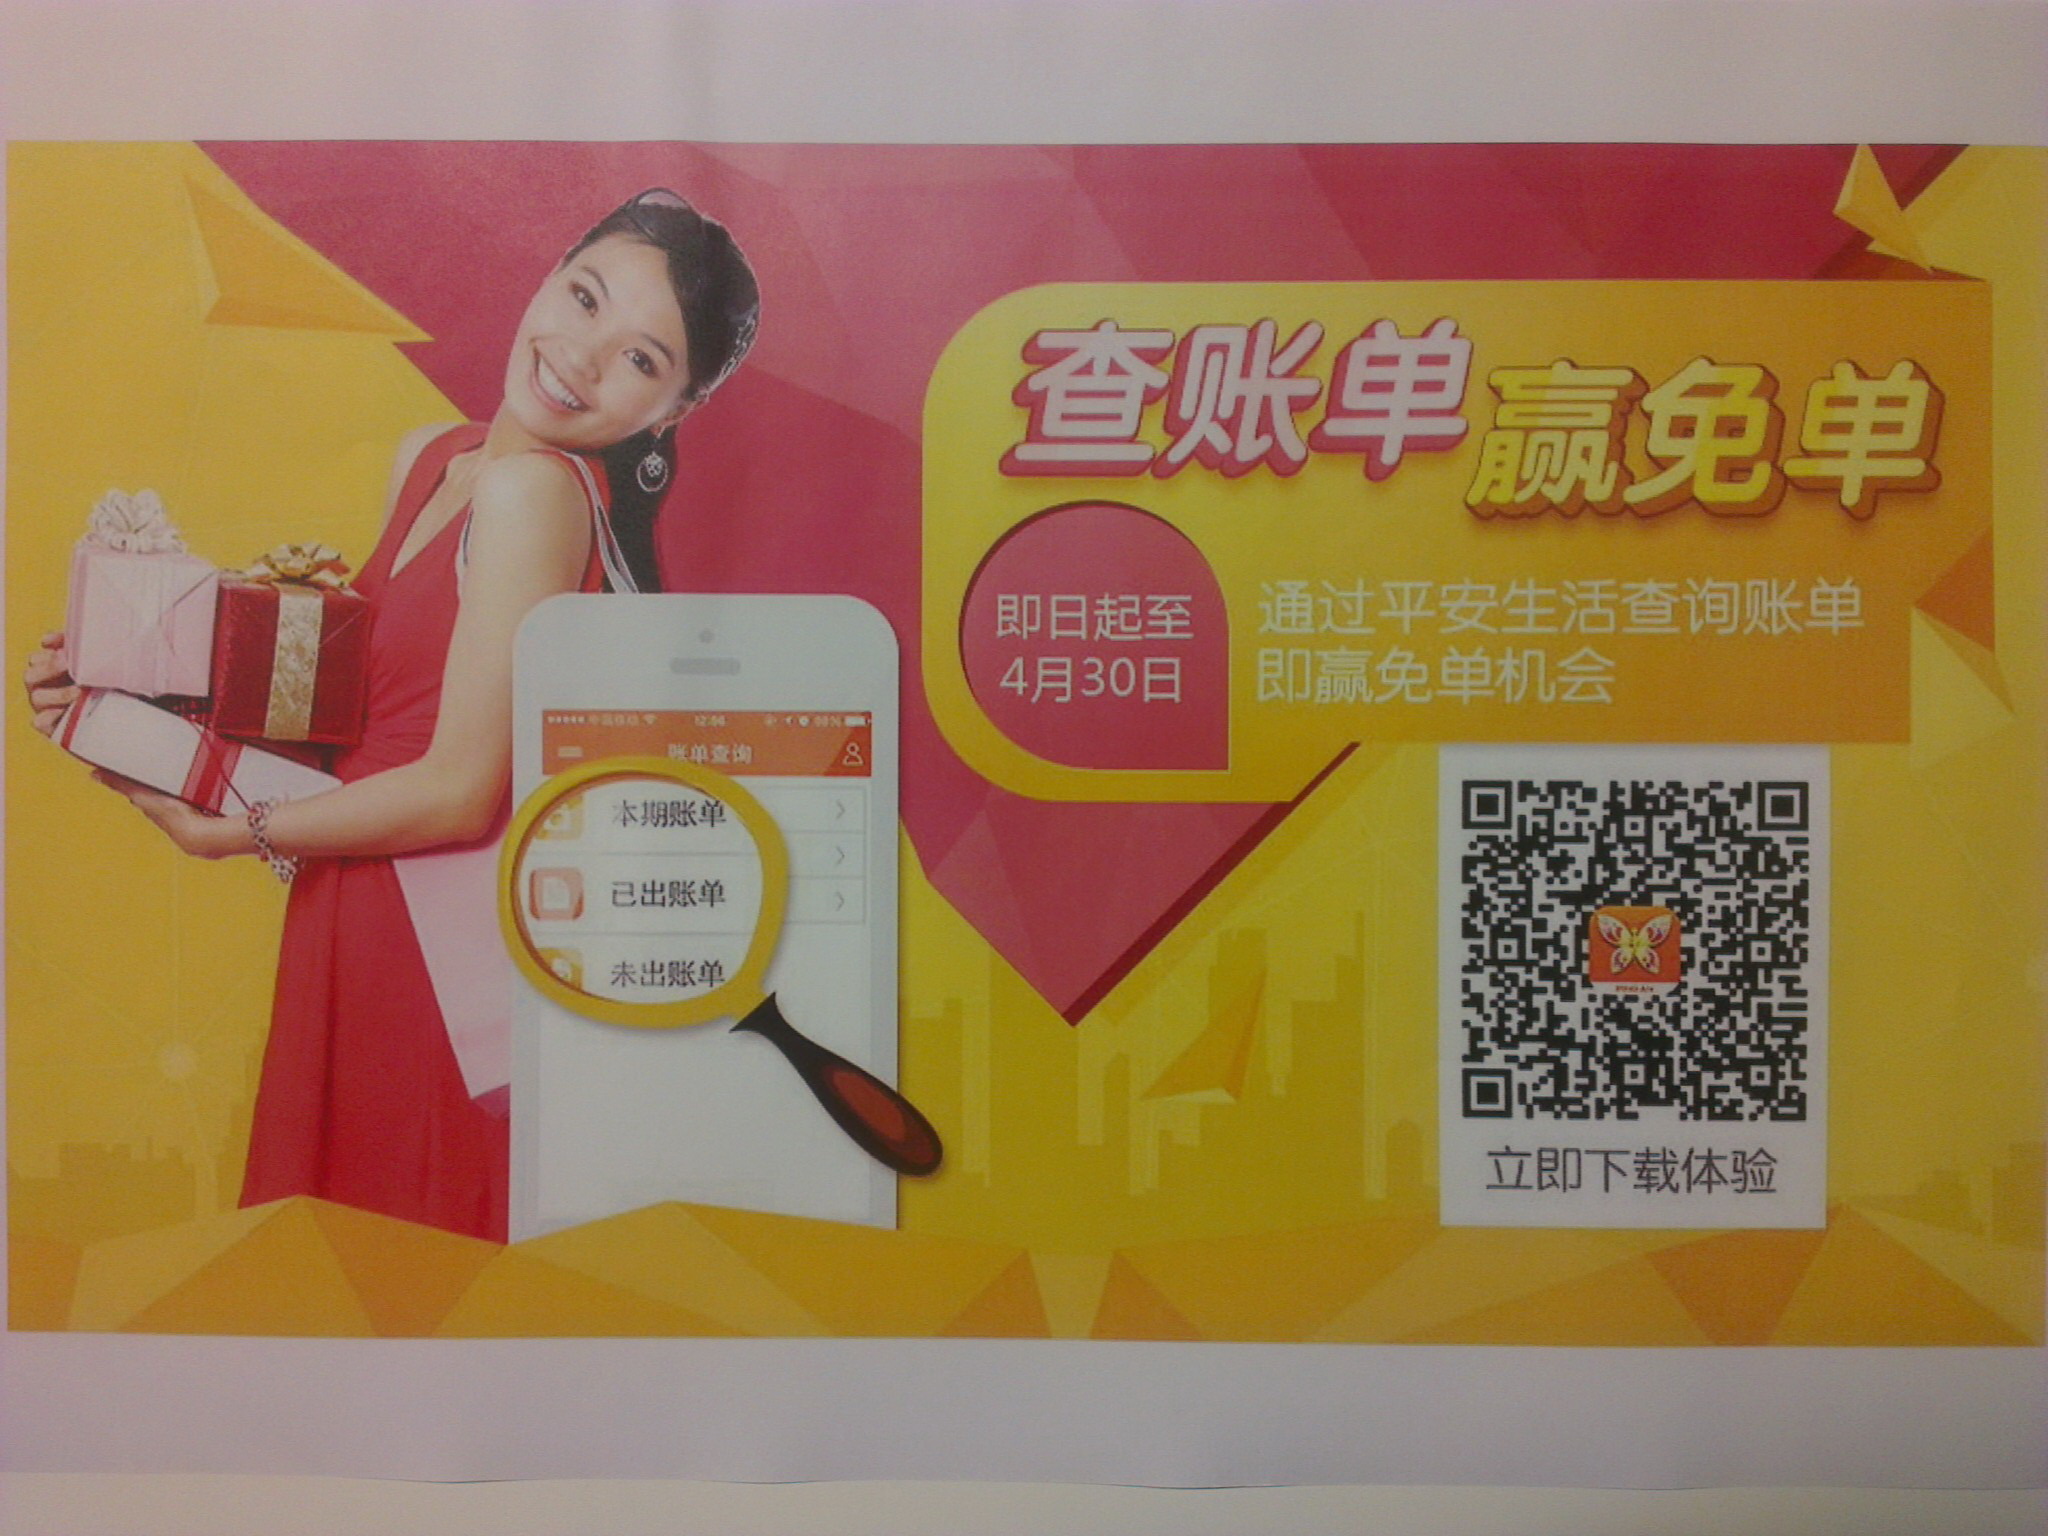 查账单 赢免单
即日起至
4月30日
通过平安生活查询账单
即赢免单机会
12:06
账单查询
本期账单
已出账单
未出账单
立即下载体验